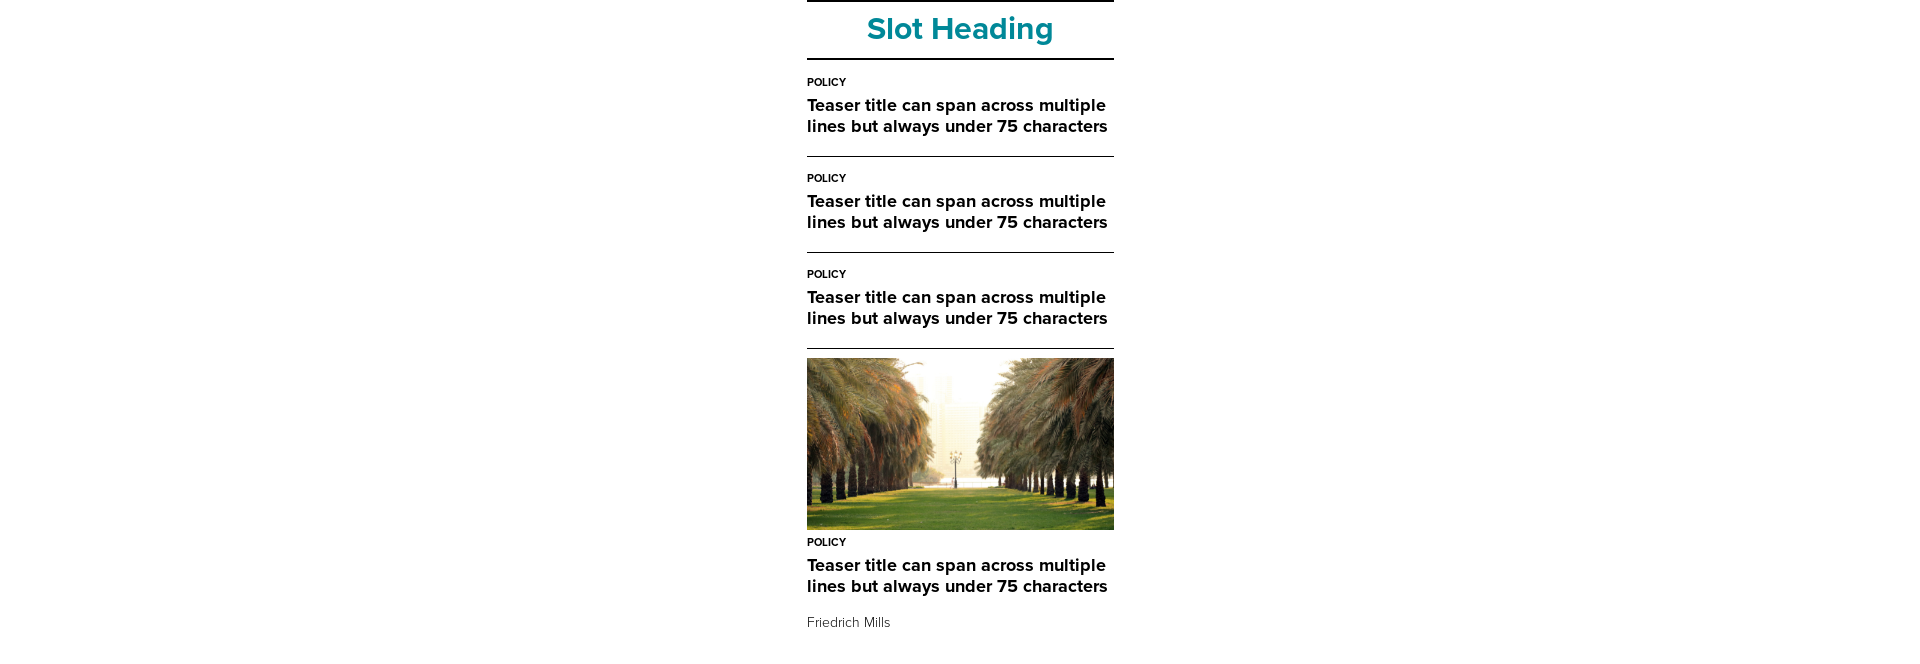 Slot Heading
POLICY
Teaser title can span across multiple
lines but always under 75 characters
POLICY
Teaser title can span across multiple
lines but always under 75 characters
POLICY
Teaser title can span across multiple
lines but always under 75 characters
POLICY
Teaser title can span across multiple
lines but always under 75 characters
Friedrich Mills